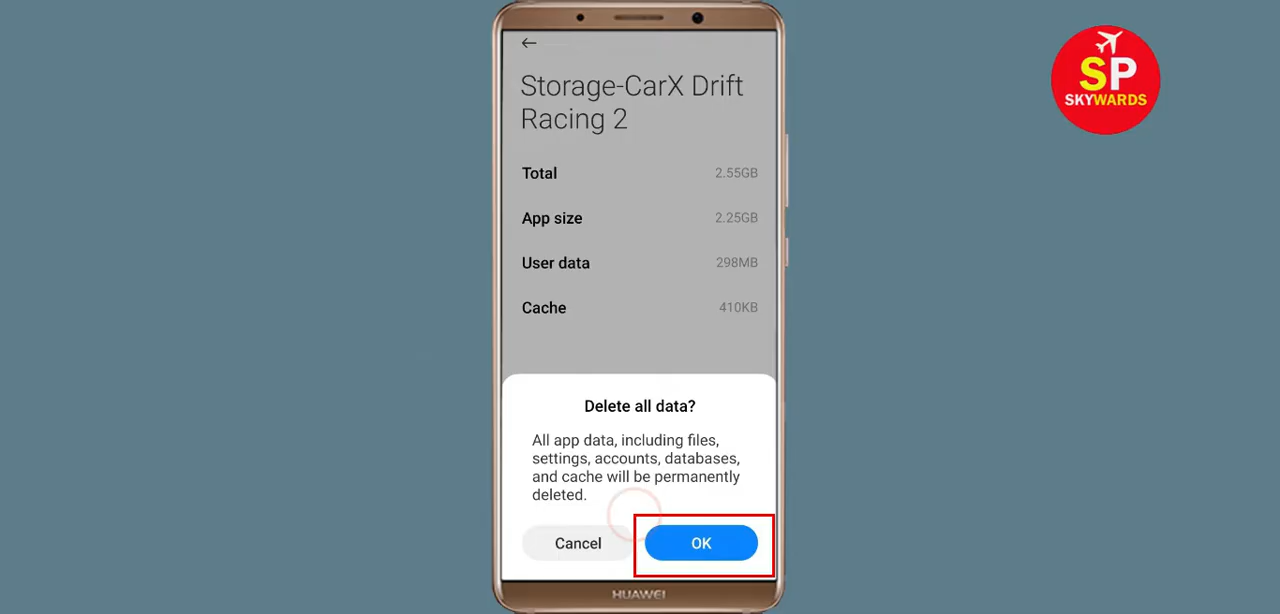 Storage-CarX Drift
Racing 2
Total 2.55GB
App size 2.25GB
User data 298MB
Cache 410KB
Delete all data?
All app data, including files,
settings, accounts, databases,
and cache will be permanently
deleted.
Cancel OK
HUAWEI
SP
SKYWARDS